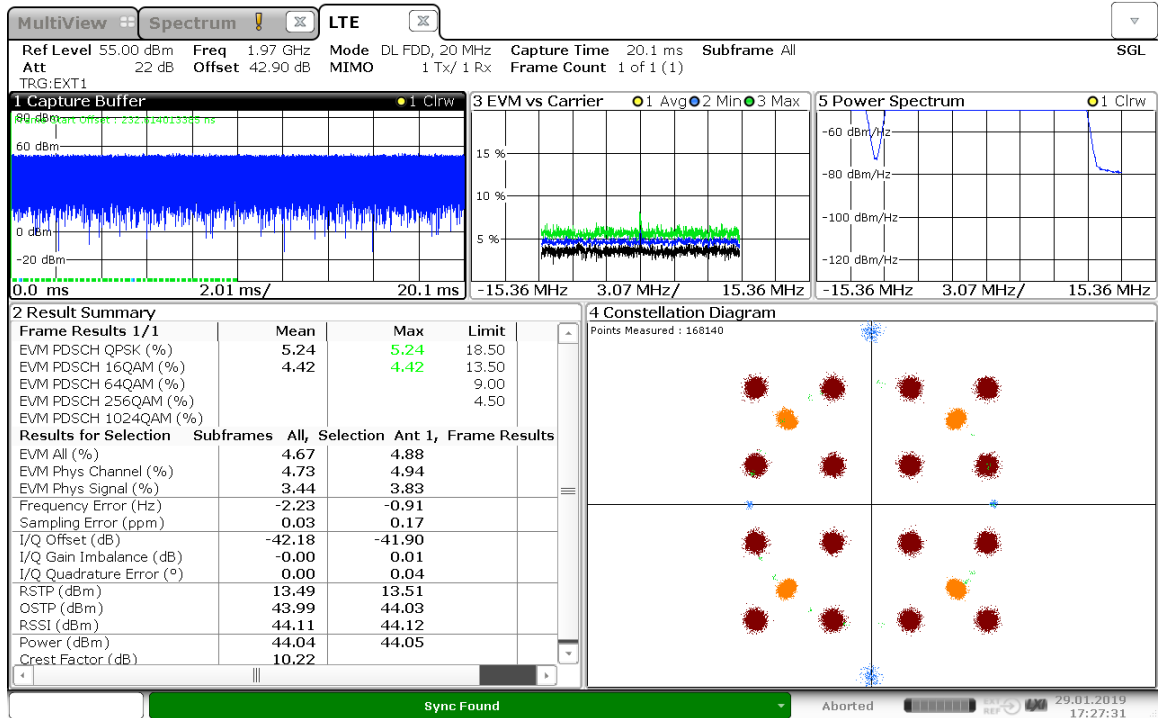 MultiView Spectrum LTE
Ref Level 55.00 dBm Freq 1.97 GHz Mode DL FDD, 20 MHz Capture Time 20.1 ms Subframe All SGL
Att 22 dB Offset 42.90 dB MIMO 1 Tx/ 1 Rx Frame Count 1 of 1 (1)
TRG:EXT1
1 Capture Buffer 1 Clrw
80 dBm
Frame Start Offset : 232.614013385 ns
60 dBm
0 dBm
-20 dBm
0.0 ms 2.01 ms/ 20.1 ms
3 EVM vs Carrier 1 Avg 2 Min 3 Max
15 %
10 %
5 %
-15.36 MHz 3.07 MHz/ 15.36 MHz
5 Power Spectrum 1 Clrw
-60 dBm/Hz
-80 dBm/Hz
-100 dBm/Hz
-120 dBm/Hz
-15.36 MHz 3.07 MHz/ 15.36 MHz
2 Result Summary
Frame Results 1/1 Mean Max Limit
EVM PDSCH QPSK (%) 5.24 5.24 18.50
EVM PDSCH 16QAM (%) 4.42 4.42 13.50
EVM PDSCH 64QAM (%) 9.00
EVM PDSCH 256QAM (%) 4.50
EVM PDSCH 1024QAM (%)
Results for Selection Subframes All, Selection Ant 1, Frame Results
EVM All (%) 4.67 4.88
EVM Phys Channel (%) 4.73 4.94
EVM Phys Signal (%) 3.44 3.83
Frequency Error (Hz) -2.23 -0.91
Sampling Error (ppm) 0.03 0.17
I/Q Offset (dB) -42.18 -41.90
I/Q Gain Imbalance (dB) -0.00 0.01
I/Q Quadrature Error (°) 0.00 0.04
RSTP (dBm) 13.49 13.51
OSTP (dBm) 43.99 44.03
RSSI (dBm) 44.11 44.12
Power (dBm) 44.04 44.05
Crest Factor (dB) 10.22
4 Constellation Diagram
Points Measured : 168140
Sync Found
Aborted
EXT
REF
LXI
29.01.2019
17:27:31